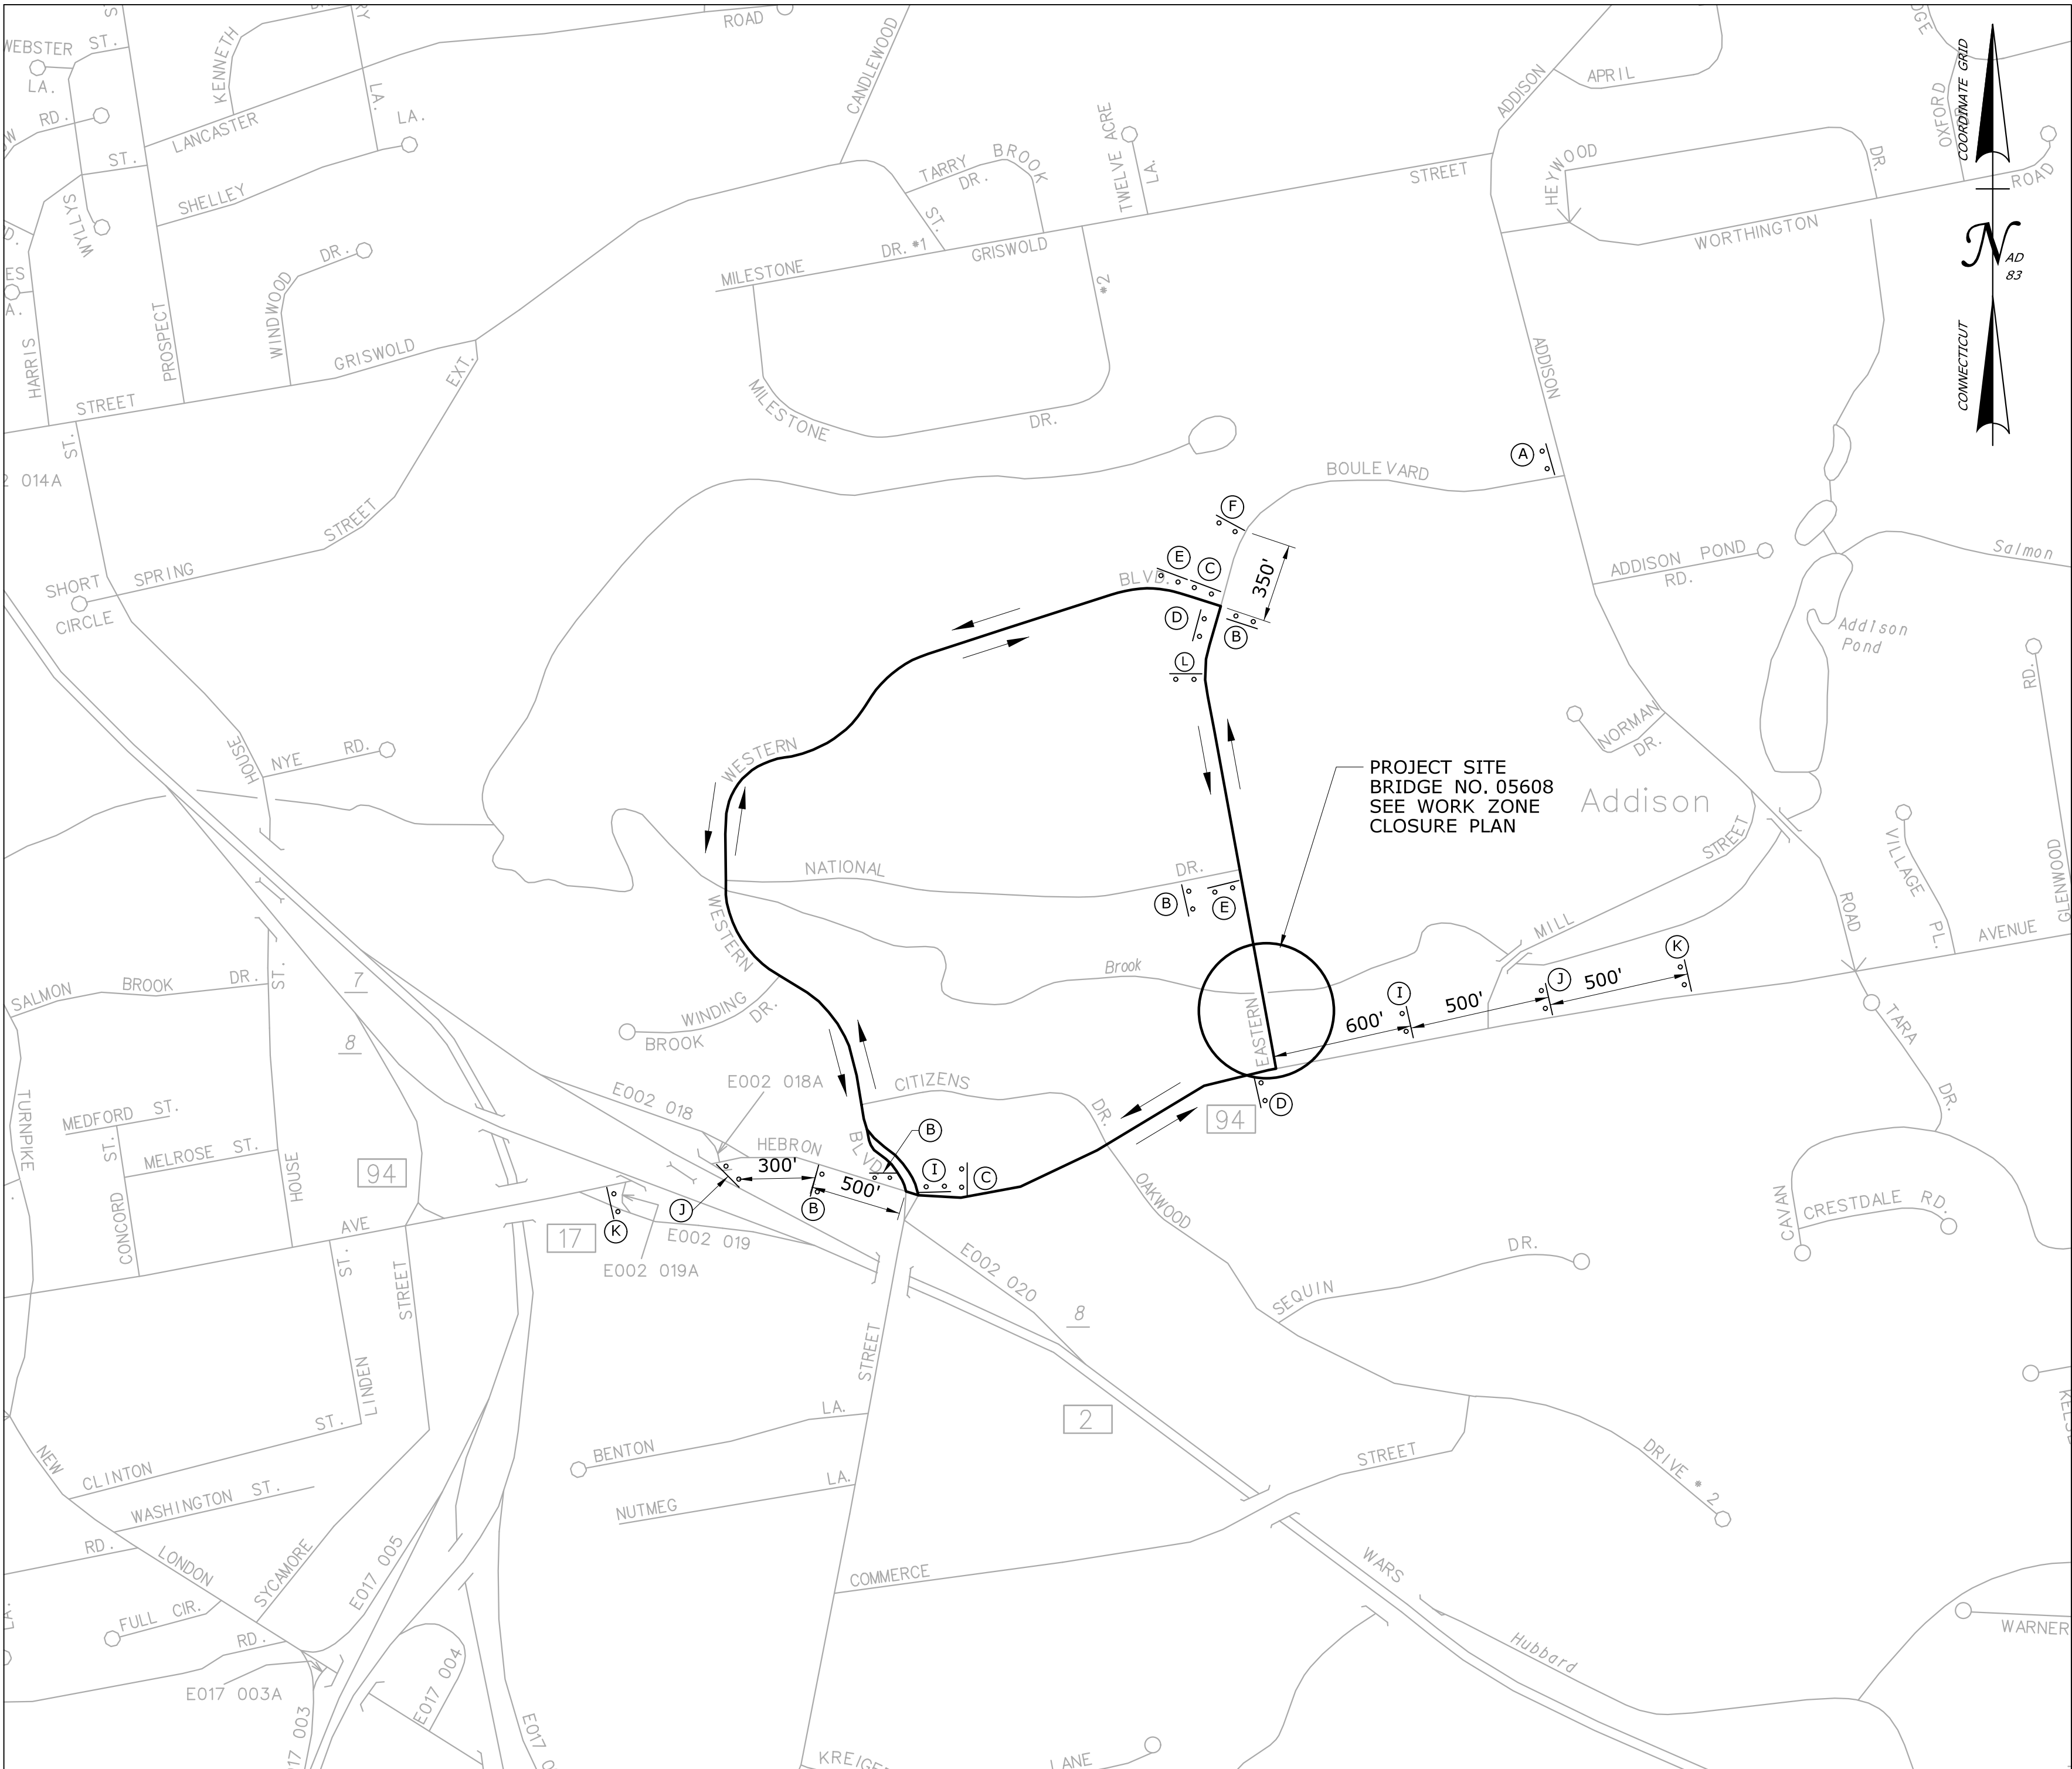 WEBSTER ST.
LA.
RD.
KENNETH
LA.
LANCASTER
ROAD
LA.
ST.
SHELLEY
WYLLYS
CANDLEWOOD
TARRY BROOK
DR.
ST.
TWELVE ACRE
LA.
ADDISON
APRIL
OXFORD
COORDINATE GRID
N
AD
83
CONNECTICUT
STREET
HEYWOOD
DR.
ROAD
WORTHINGTON
MILESTONE DR. *1
GRISWOLD
*2
WINDWOOD DR.
HARRIS
PROSPECT
STREET
GRISWOLD
EXT.
ST.
MILESTONE
DR.
ADDISON
014A
BOULEVARD
A
F
350'
E
C
BLVD.
D
B
L
SHORT
CIRCLE
SPRING
STREET
ADDISON POND
RD.
Salmon
Addison
Pond
RD.
HOUSE
NYE RD.
WESTERN
NORMAN
DR.
PROJECT SITE
BRIDGE NO. 05608
SEE WORK ZONE
CLOSURE PLAN
Addison
STREET
VILLAGE
PL.
GLENWOOD
NATIONAL DR.
B
E
WESTERN
MILL
ROAD
AVENUE
7
8
SALMON BROOK DR.
ST.
Brook
WINDING
DR.
BROOK
EASTERN
600'
I
500'
J
500'
K
TARA
DR.
TURNPIKE
MEDFORD ST.
ST.
MELROSE ST.
CONCORD
HOUSE
94
E002 018
E002 018A
CITIZENS
DR.
D
94
HEBRON
BLVD.
B
I
C
300'
500'
J
B
K
AVE
17
E002 019
E002 019A
OAKWOOD
CAVAN
CRESTDALE RD.
E002 020
8
SEQUIN
DR.
ST.
STREET
LINDEN
STREET
2
BENTON LA.
NUTMEG LA.
ST.
CLINTON
NEW
WASHINGTON ST.
RD.
LONDON
SYCAMORE
E017 005
COMMERCE
STREET
DRIVE * 2
WARS
FULL CIR.
RD.
LA.
E017 003A
E017 004
Hubbard
WARNER
LANE